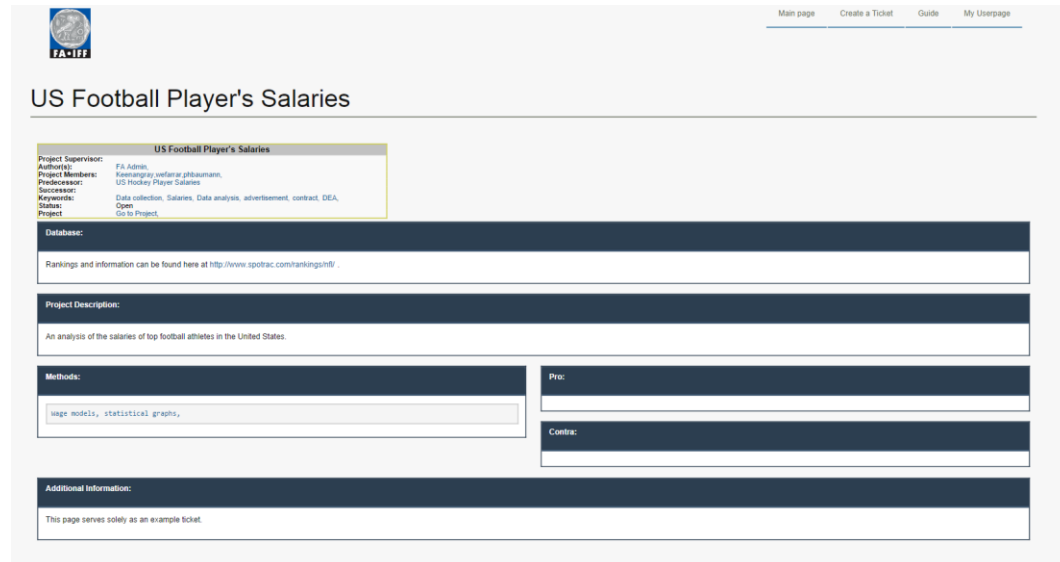 Main page Create a Ticket Guide My Userpage
FA•IFF
US Football Player's Salaries
US Football Player's Salaries
Project Supervisor:
Author(s): FA Admin,
Project Members: Keenangray,wefarrar,phbaumann,
Predecessor: US Hockey Player Salaries
Successor:
Keywords: Data collection, Salaries, Data analysis, advertisement, contract, DEA,
Status: Open
Project Go to Project,
Database:
Rankings and information can be found here at http://www.spotrac.com/rankings/nfl/ .
Project Description:
An analysis of the salaries of top football athletes in the United States.
Methods:
wage models, statistical graphs,
Pro:
Contra:
Additional Information:
This page serves solely as an example ticket.